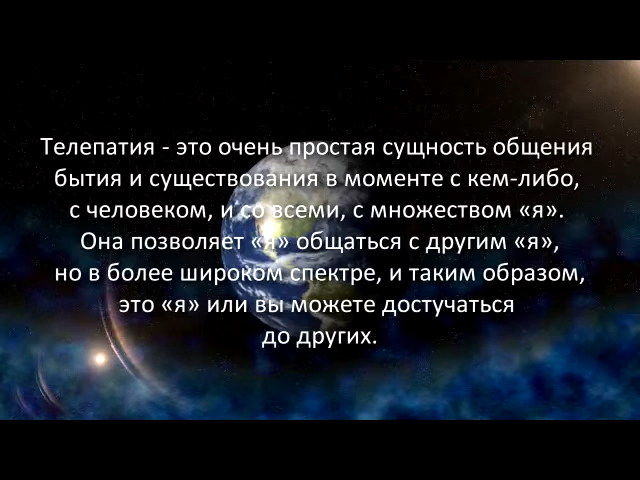 Телепатия - это очень простая сущность общения
бытия и существования в моменте с кем-либо,
с человеком, и со всеми, с множеством «я».
Она позволяет «я» общаться с другим «я»,
но в более широком спектре, и таким образом,
это «я» или вы можете достучаться
до других.